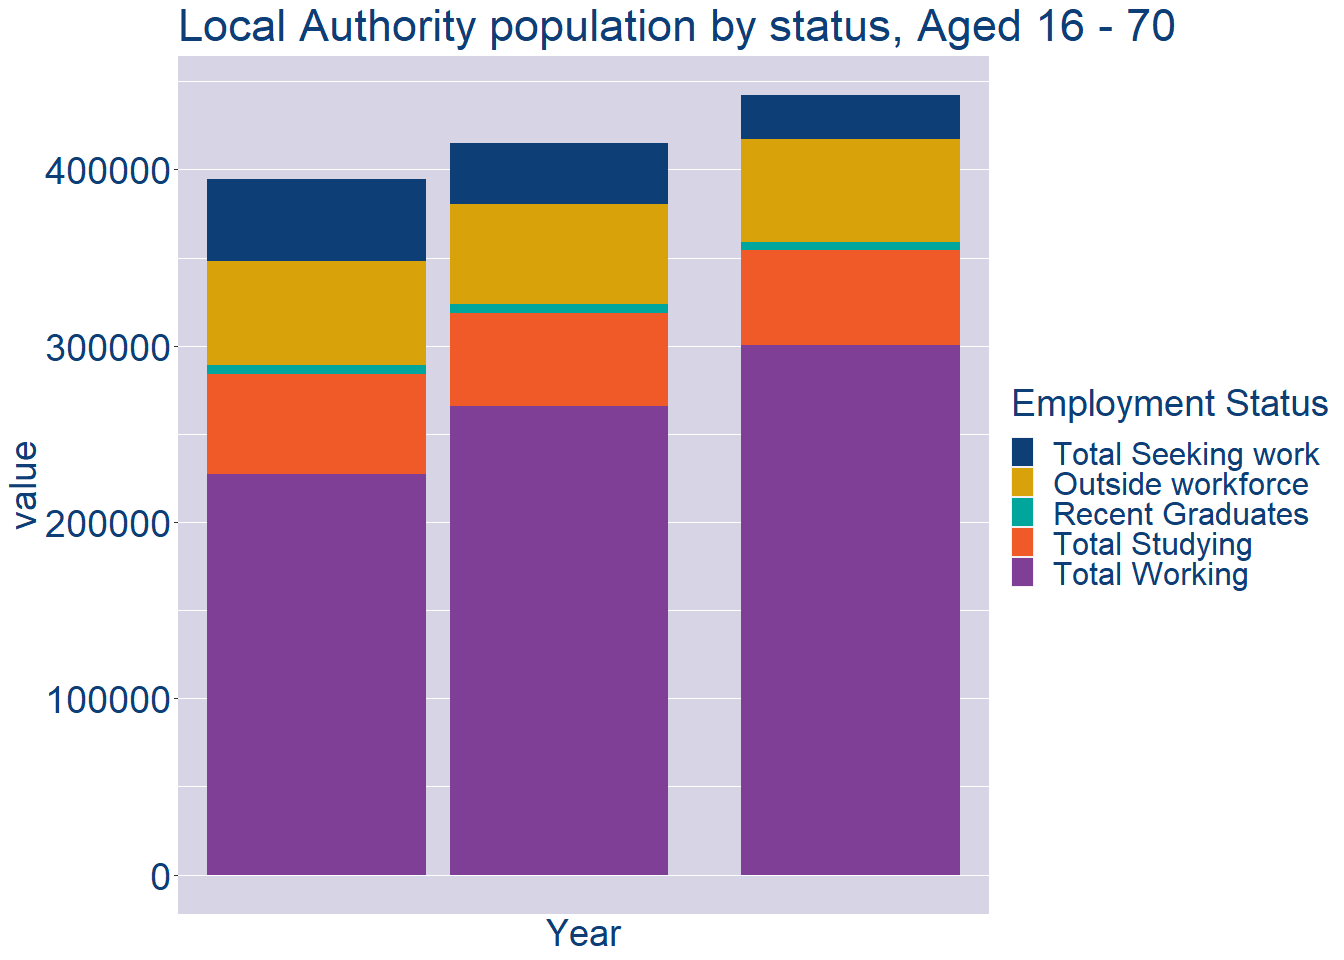 Local Authority population by status, Aged 16 - 70
400000
300000
200000
100000
0
value
Year
Employment Status
Total Seeking work
Outside workforce
Recent Graduates
Total Studying
Total Working